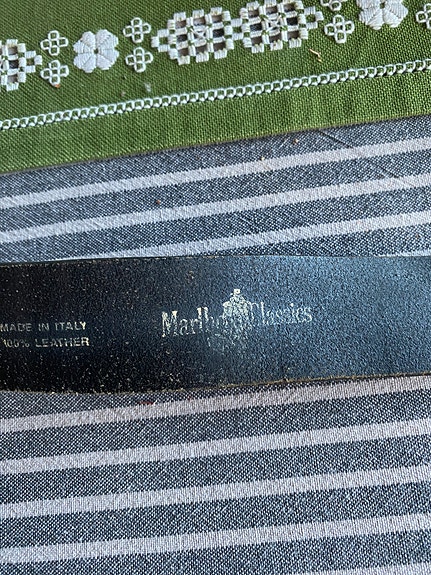 MADE IN ITALY
100% LEATHER
Marlboro Classics